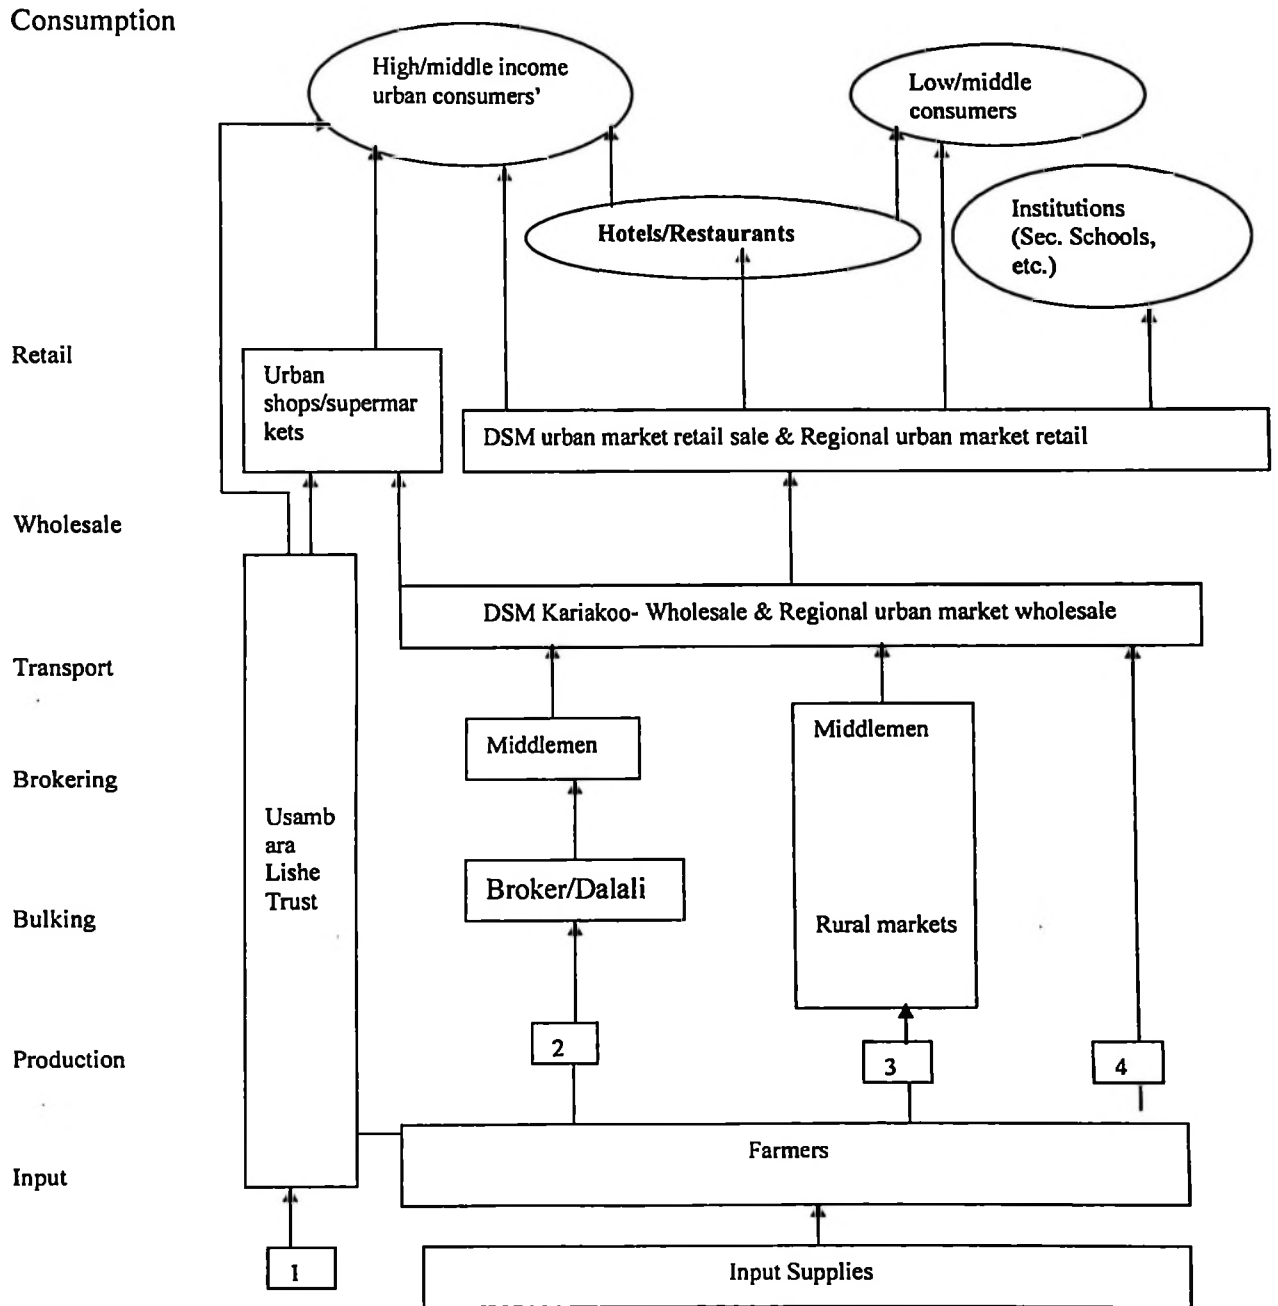 Consumption
High/middle income
urban consumers’
Low/middle
consumers
Institutions
(Sec. Schools,
etc.)
Hotels/Restaurants
Retail
Urban
shops/supermar
kets
DSM urban market retail sale & Regional urban market retail
Wholesale
DSM Kariakoo- Wholesale & Regional urban market wholesale
Transport
Middlemen
Middlemen
Brokering
Usamb
ara
Lishe
Trust
Broker/Dalali
Bulking
Rural markets
2
3
4
Production
Farmers
Input
1
Input Supplies